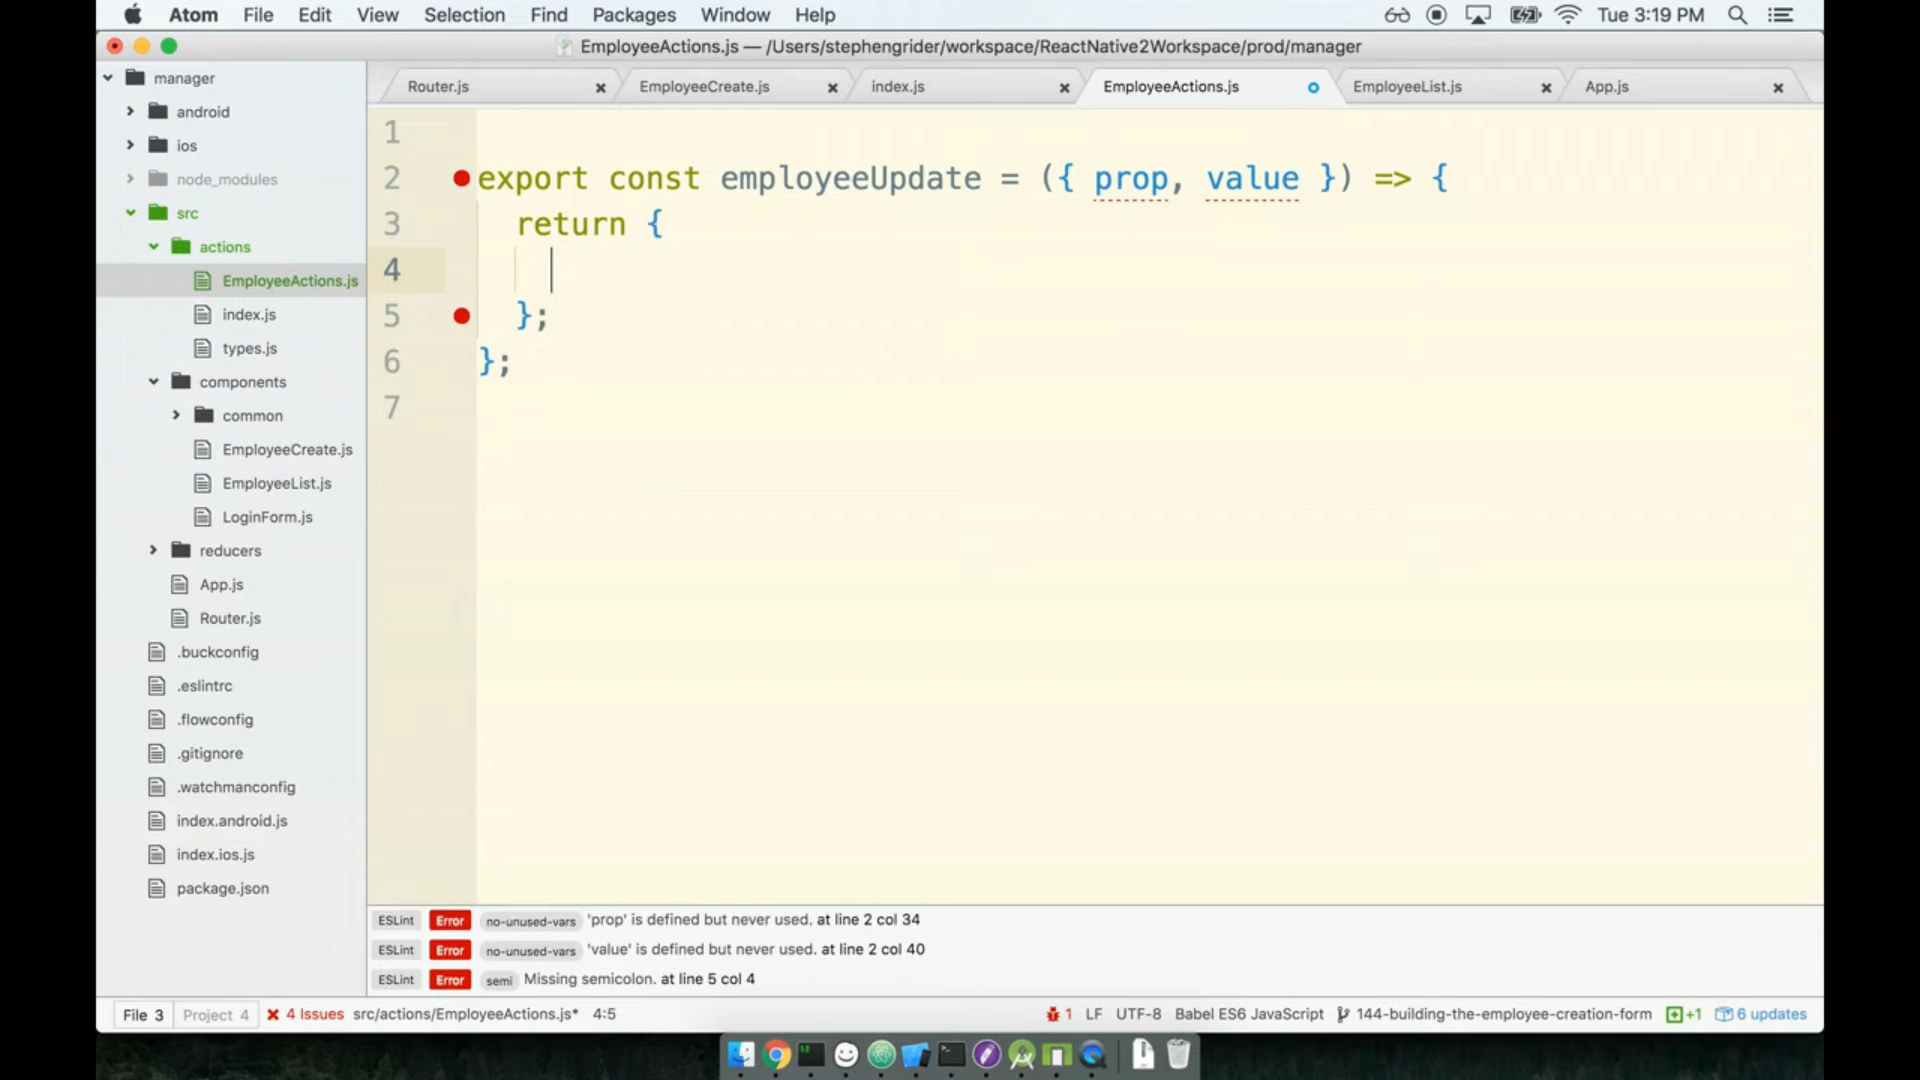 Atom File Edit View Selection Find Packages Window Help Tue 3:19 PM
EmployeeActions.js — /Users/stephengrider/workspace/ReactNative2Workspace/prod/manager
manager
android
ios
node_modules
src
actions
EmployeeActions.js
index.js
types.js
components
common
EmployeeCreate.js
EmployeeList.js
LoginForm.js
reducers
App.js
Router.js
.buckconfig
.eslintrc
.flowconfig
.gitignore
.watchmanconfig
index.android.js
index.ios.js
package.json
Router.js EmployeeCreate.js index.js EmployeeActions.js EmployeeList.js App.js
1
2 export const employeeUpdate = ({ prop, value }) => {
3 return {
4
5 };
6 };
7
ESLint Error no-unused-vars 'prop' is defined but never used. at line 2 col 34
ESLint Error no-unused-vars 'value' is defined but never used. at line 2 col 40
ESLint Error semi Missing semicolon. at line 5 col 4
File 3 Project 4 4 Issues src/actions/EmployeeActions.js* 4:5 1 LF UTF-8 Babel ES6 JavaScript 144-building-the-employee-creation-form +1 6 updates